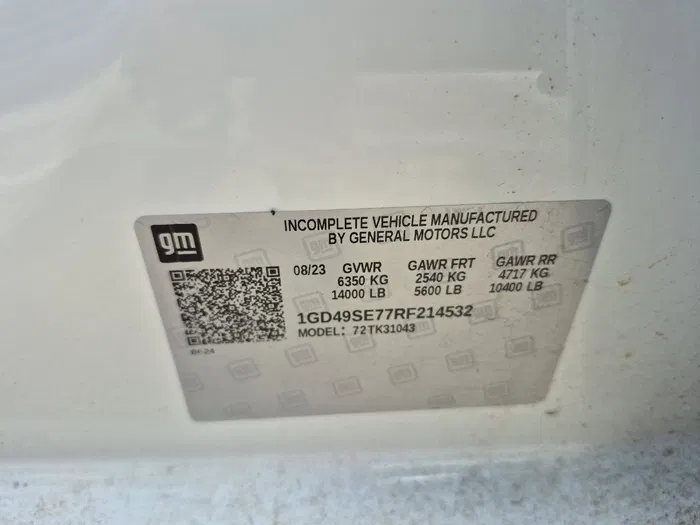 gm
INCOMPLETE VEHICLE MANUFACTURED
BY GENERAL MOTORS LLC
08/23 GVWR GAWR FRT GAWR RR
6350 KG 2540 KG 4717 KG
14000 LB 5600 LB 10400 LB
1GD49SE77RF214532
MODEL: 72TK31043